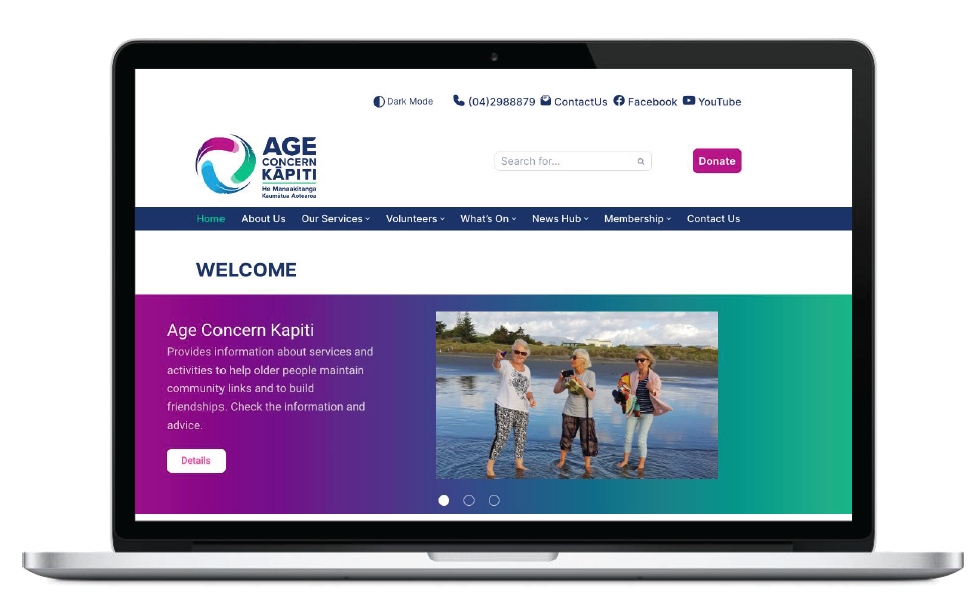 Dark Mode (04)2988879 ContactUs Facebook YouTube
AGE
CONCERN
KĀPITI
He Manaakitanga
Kaumātua Aotearoa
Search for...
Donate
Home About Us Our Services Volunteers What's On News Hub Membership Contact Us
WELCOME
Age Concern Kapiti
Provides information about services and
activities to help older people maintain
community links and to build
friendships. Check the information and
advice.
Details